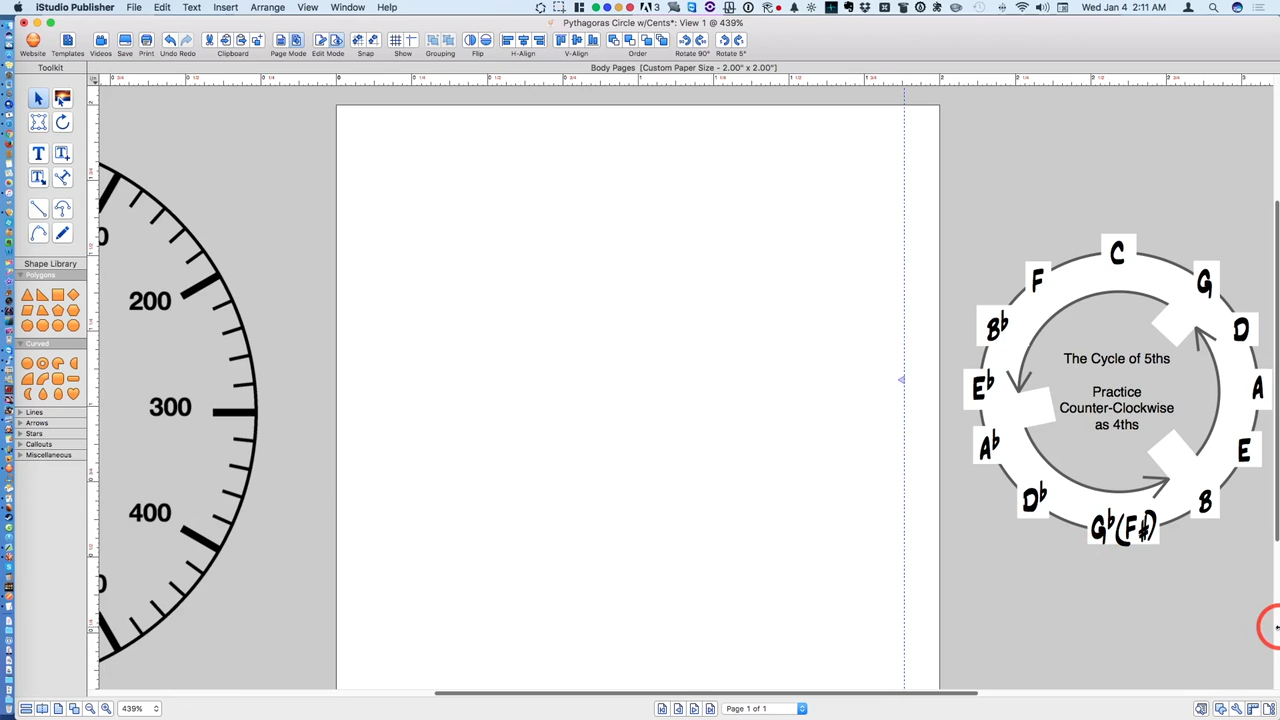 iStudio Publisher File Edit Text Insert Arrange View Window Help
3
Wed Jan 4 2:11 AM
Pythagoras Circle w/Cents*: View 1 @ 439%
Website Templates Videos Save Print Undo Redo Clipboard Page Mode Edit Mode Show Snap Grouping Flip H-Align V-Align Order Rotate 90° Rotate 5°
Toolkit
Body Pages [Custom Paper Size - 2.00" x 2.00"]
Shape Library
Polygons
Curved
Lines
Arrows
Stars
Callouts
Miscellaneous
0
200
300
400
0
C
F
G
B♭
D
The Cycle of 5ths
E♭
A
Practice
Counter-Clockwise
as 4ths
A♭
E
D♭
B
G♭(F#)
439%
Page 1 of 1